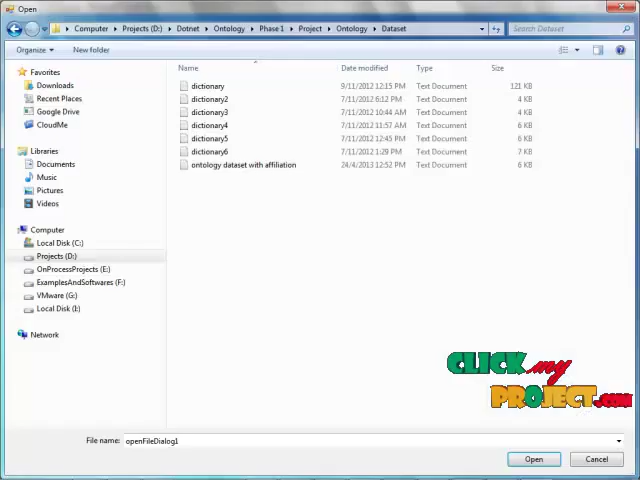 Open
Computer Projects (D:) Dotnet Ontology Phase 1 Project Ontology Dataset
Search Dataset
Organize New folder
Name Date modified Type Size
Favorites
Downloads
Recent Places
Google Drive
CloudMe
Libraries
Documents
Music
Pictures
Videos
Computer
Local Disk (C:)
Projects (D:)
OnProcessProjects (E:)
ExamplesAndSoftwares (F:)
VMware (G:)
Local Disk (I:)
Network
dictionary 9/11/2012 12:15 PM Text Document 121 KB
dictionary2 7/11/2012 6:12 PM Text Document 4 KB
dictionary3 7/11/2012 10:44 AM Text Document 4 KB
dictionary4 7/11/2012 11:57 AM Text Document 6 KB
dictionary5 7/11/2012 12:45 PM Text Document 6 KB
dictionary6 7/11/2012 1:29 PM Text Document 7 KB
ontology dataset with affiliation 24/4/2013 12:52 PM Text Document 6 KB
CLICK my
PROJECT.com
File name: openFileDialog1
Open Cancel